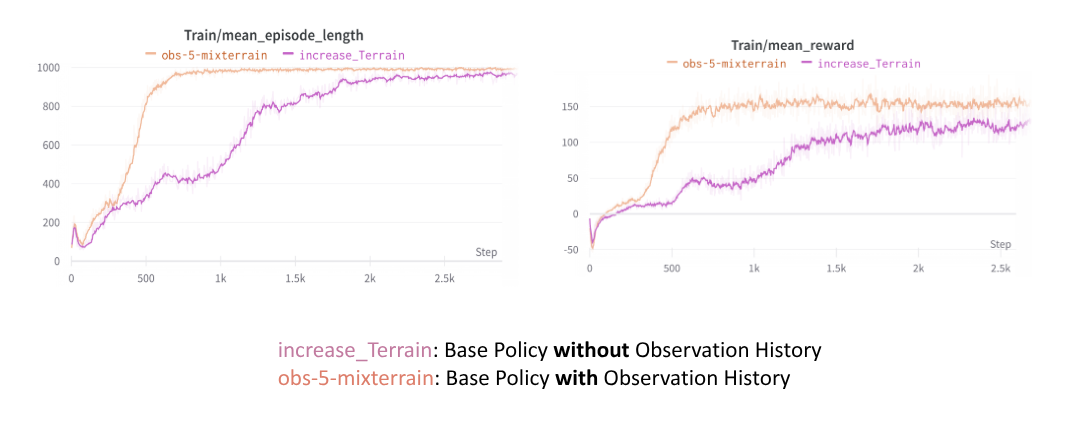 Train/mean_episode_length
obs-5-mixterrain increase_Terrain
1000
800
600
400
200
0
Step
0 500 1k 1.5k 2k 2.5k
Train/mean_reward
obs-5-mixterrain increase_Terrain
150
100
50
0
-50
Step
0 500 1k 1.5k 2k 2.5k
increase_Terrain: Base Policy without Observation History
obs-5-mixterrain: Base Policy with Observation History